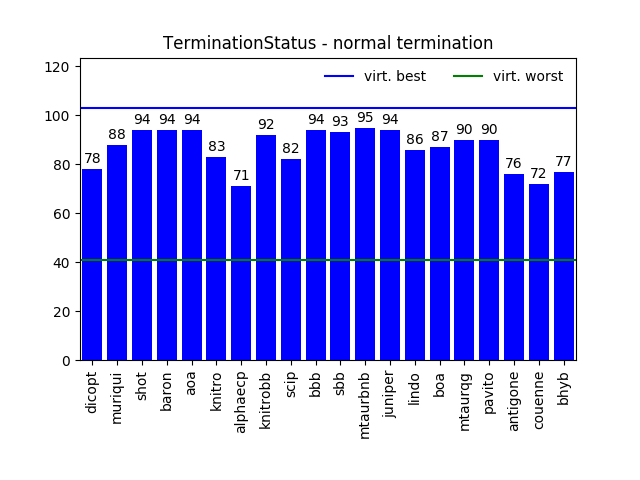 TerminationStatus - normal termination
virt. best
virt. worst
120
100
80
60
40
20
0
78
88
94
94
94
83
71
92
82
94
93
95
94
86
87
90
90
76
72
77
dicopt
muriqui
shot
baron
aoa
knitro
alphaecp
knitrobb
scip
bbb
sbb
mtaurbnb
juniper
lindo
boa
mtaurqg
pavito
antigone
couenne
bhyb